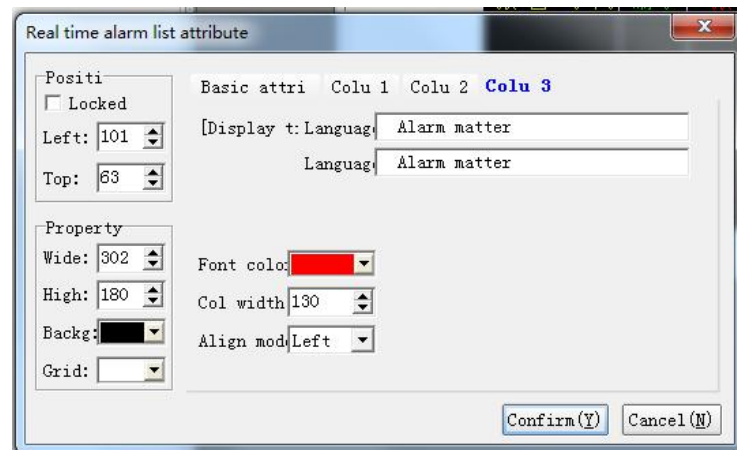 Real time alarm list attribute
Positi
Locked
Left: 101
Top: 63
Property
Wide: 302
High: 180
Backg:
Grid:
Basic attri Colu 1 Colu 2 Colu 3
[Display t: Languag Alarm matter
Languag Alarm matter
Font colo:
Col width 130
Align mod Left
Confirm(Y) Cancel(N)